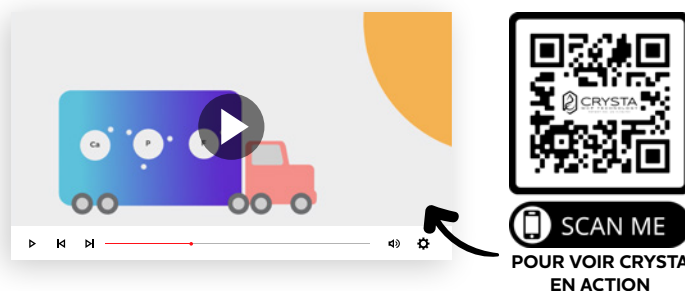 Ca
P
CRYSTA
SCAN ME
POUR VOIR CRYSTA
EN ACTION